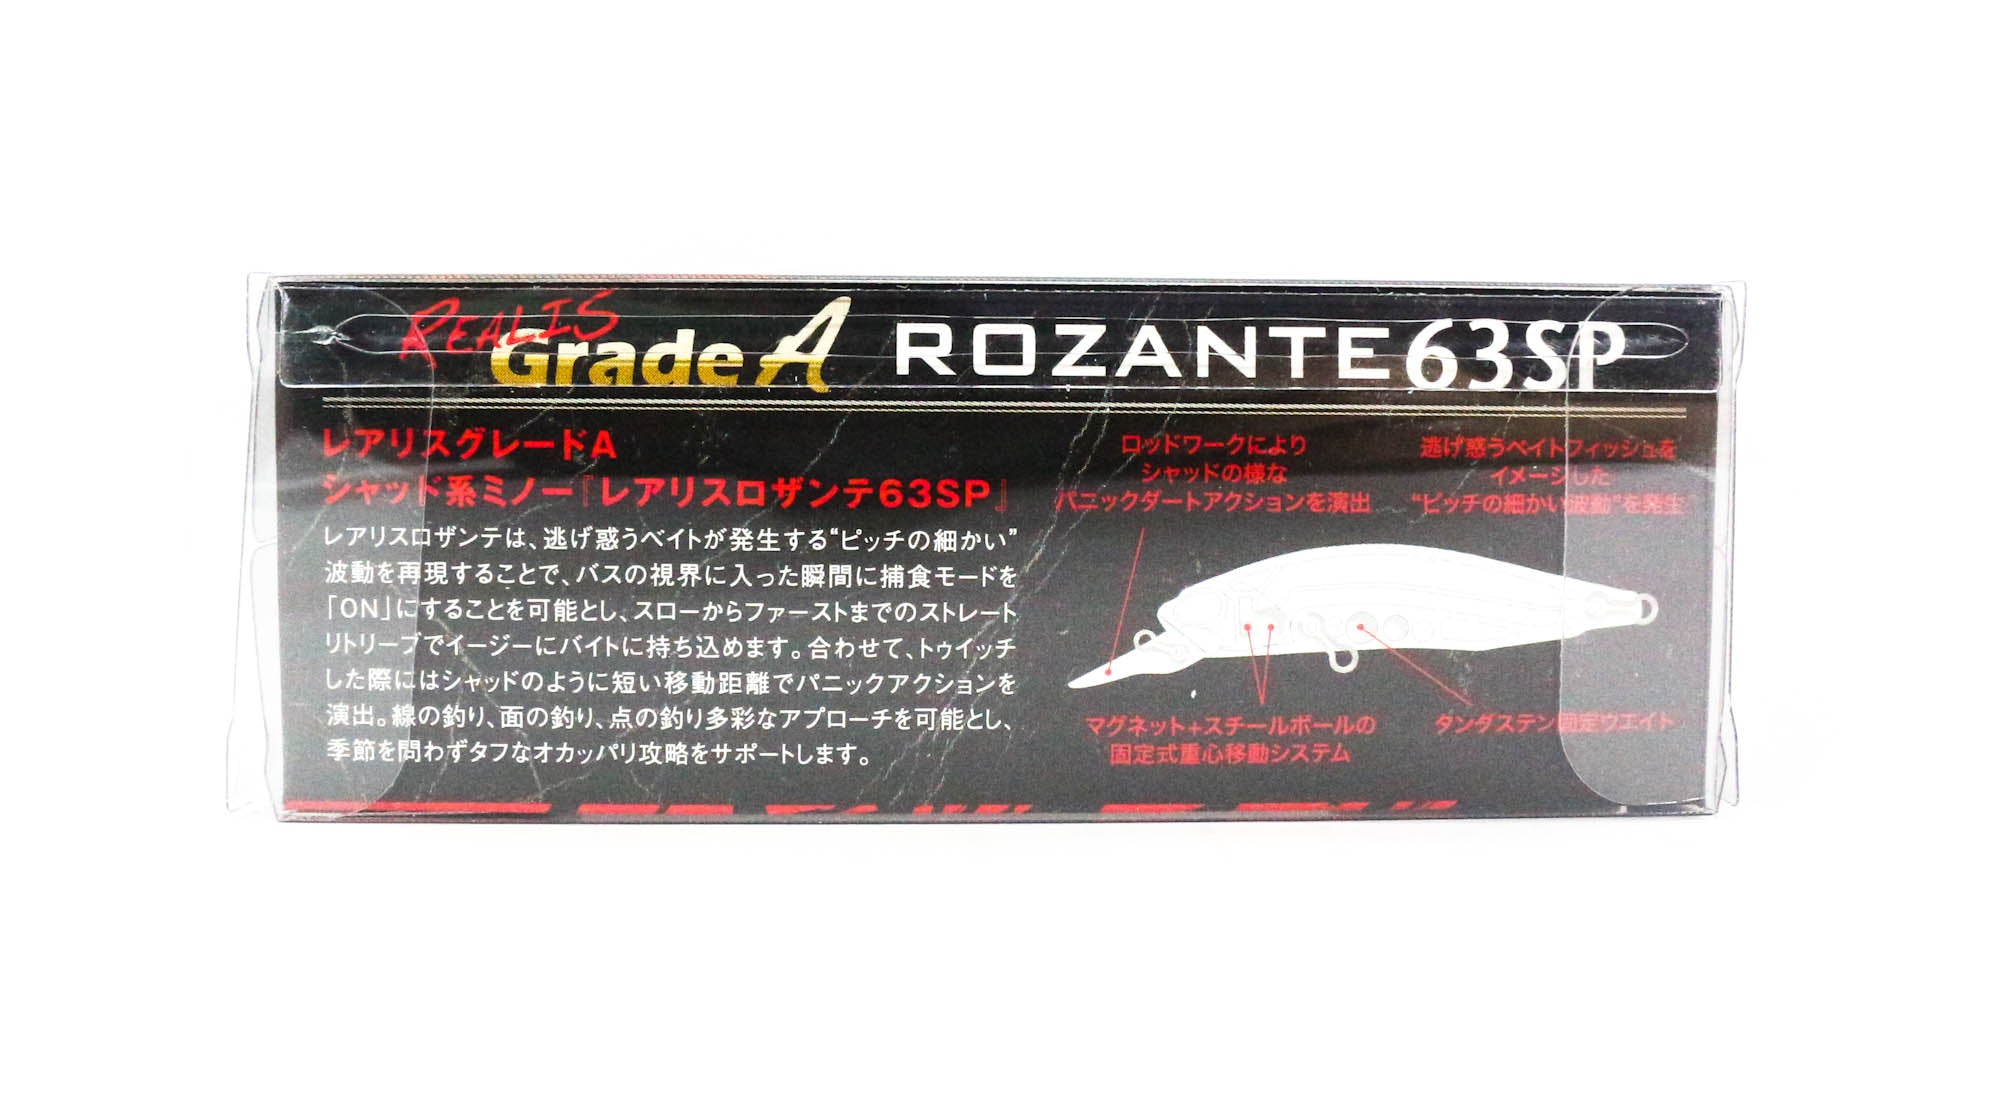 REALIS
Grade A ROZANTE 63SP
レアリスグレードA
シャッド系ミノー『レアリスロザンテ63SP』
レアリスロザンテは、逃げ惑うベイトが発生する“ピッチの細かい”
波動を再現することで、バスの視界に入った瞬間に捕食モードを
「ON」にすることを可能とし、スローからファーストまでのストレート
リトリーブでイージーにバイトに持ち込めます。合わせて、トゥイッチ
した際にはシャッドのように短い移動距離でパニックアクションを
演出。線の釣り、面の釣り、点の釣り多彩なアプローチを可能とし、
季節を問わずタフなオカッパリ攻略をサポートします。
ロッドワークにより
シャッドの様な
パニックダートアクションを演出
逃げ惑うベイトフィッシュを
イメージした
“ピッチの細かい波動”を発生
マグネット+スチールボールの
固定式重心移動システム
タングステン固定ウエイト